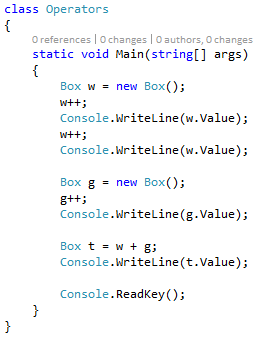 class Operators
{
0 references | 0 changes | 0 authors, 0 changes
static void Main(string[] args)
{
Box w = new Box();
w++;
Console.WriteLine(w.Value);
w++;
Console.WriteLine(w.Value);
Box g = new Box();
g++;
Console.WriteLine(g.Value);
Box t = w + g;
Console.WriteLine(t.Value);
Console.ReadKey();
}
}